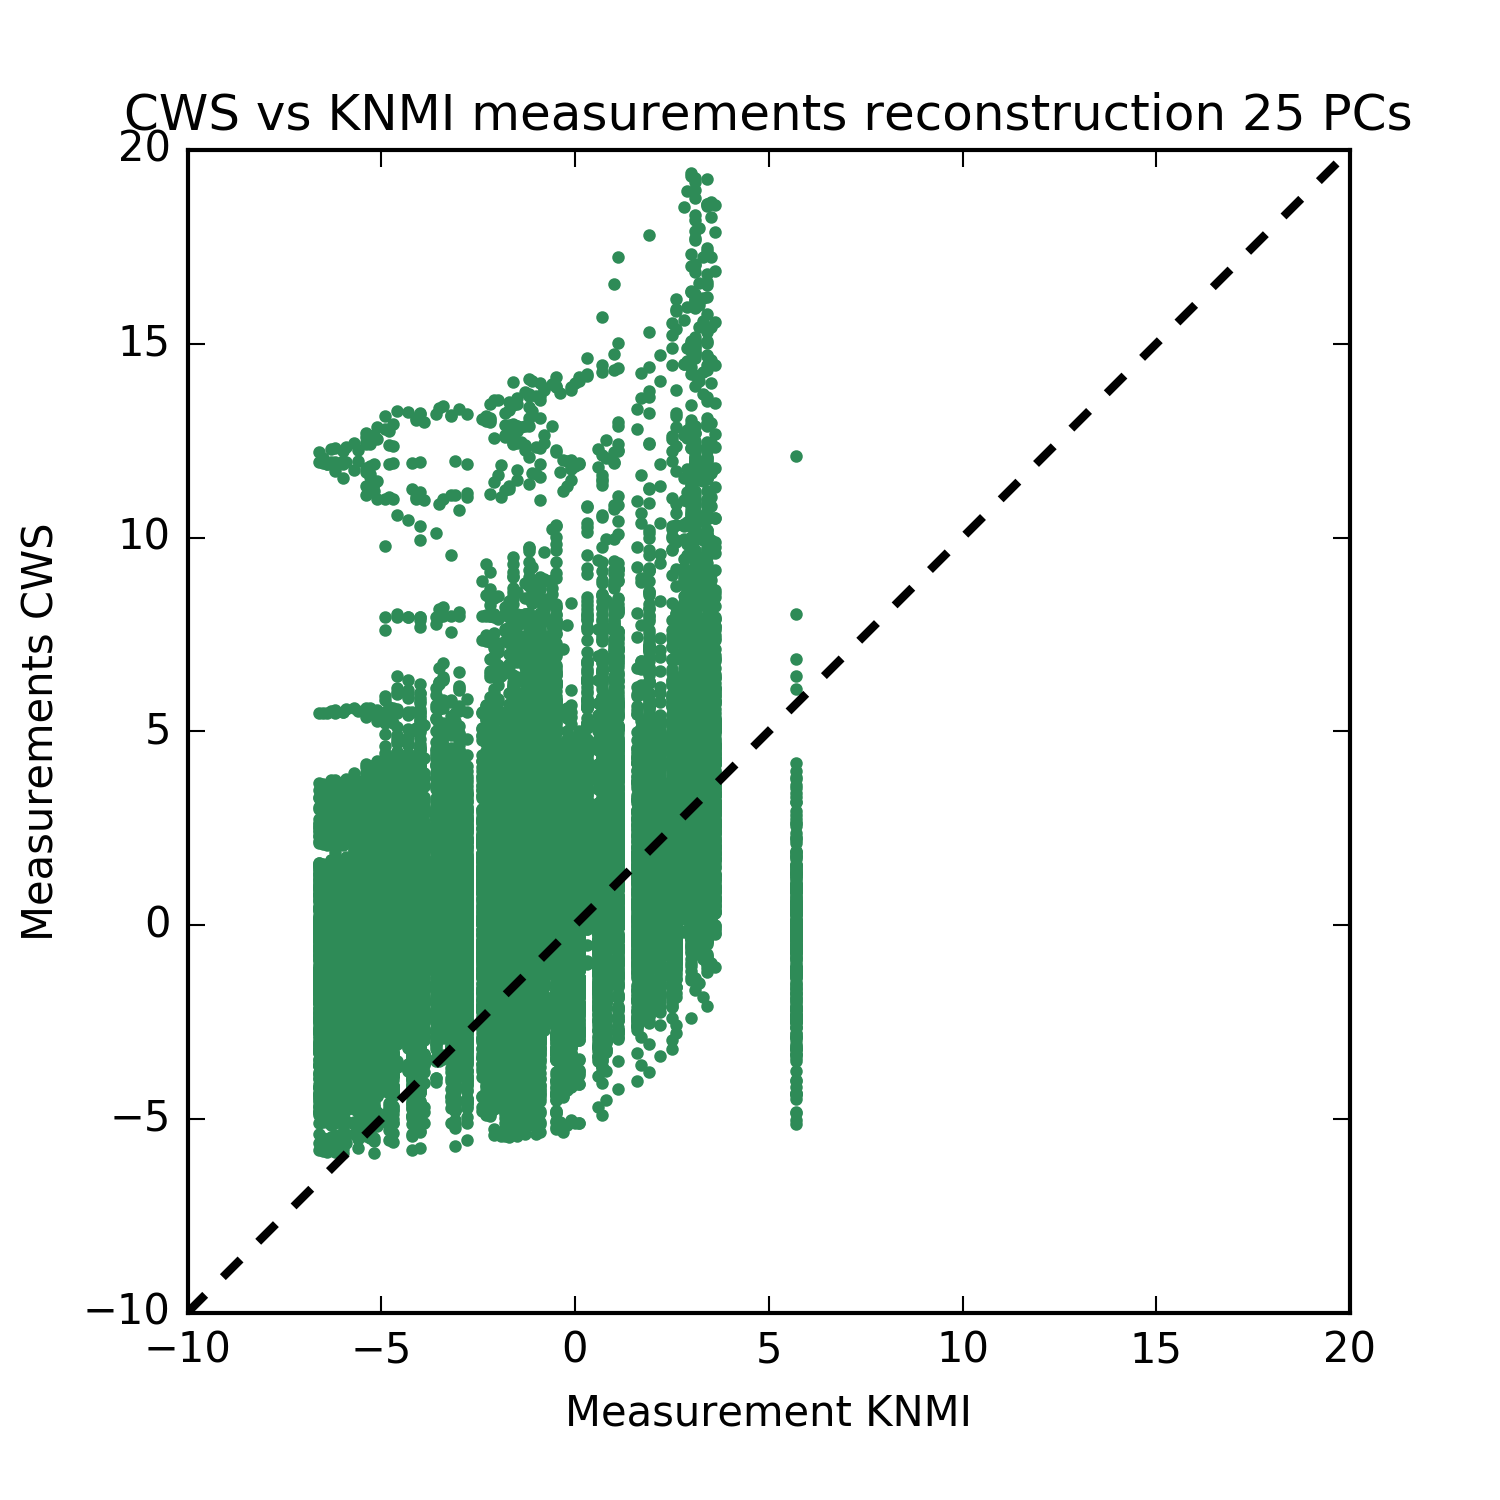 CWS vs KNMI measurements reconstruction 25 PCs
20
15
10
5
0
−5
−10
−10 −5 0 5 10 15 20
Measurements CWS
Measurement KNMI